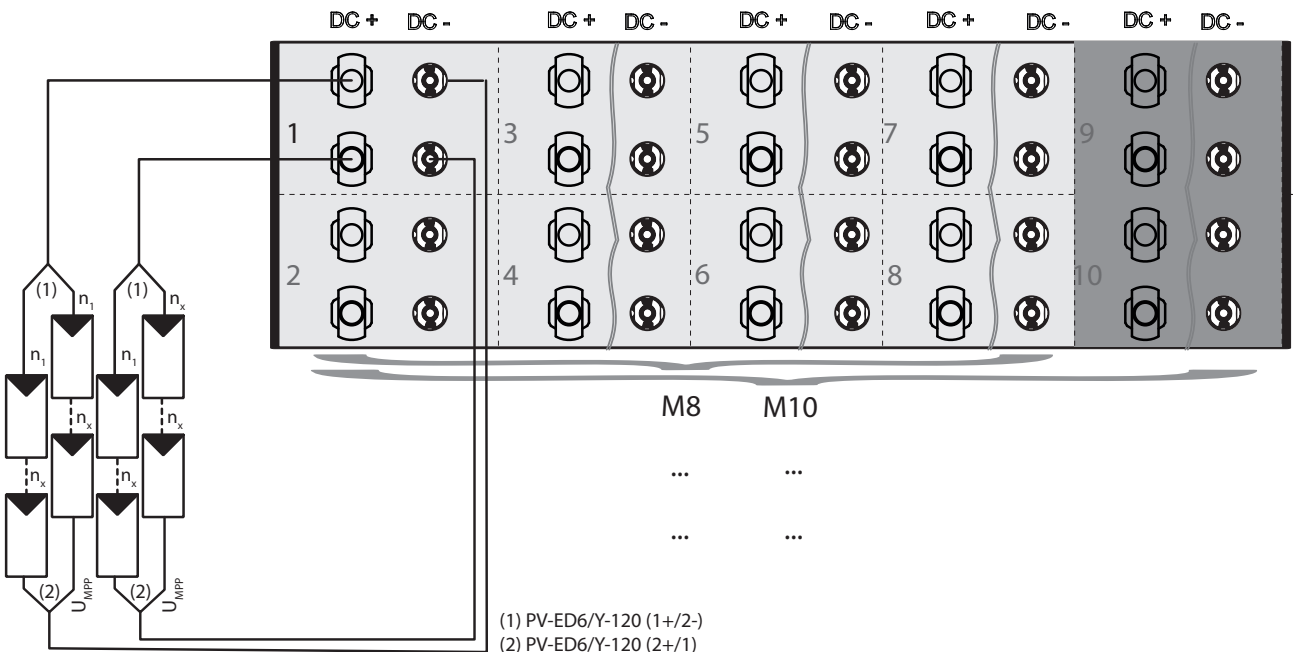 DC + DC - DC + DC - DC + DC - DC + DC - DC + DC -
1 3 5 7 9
2 4 6 8 10
(1) (1)
n1 nx
n1 n1
nx nx
nx nx
(2) UMPP (2) UMPP
M8 M10
... ...
... ...
(1) PV-ED6/Y-120 (1+/2-)
(2) PV-ED6/Y-120 (2+/1)